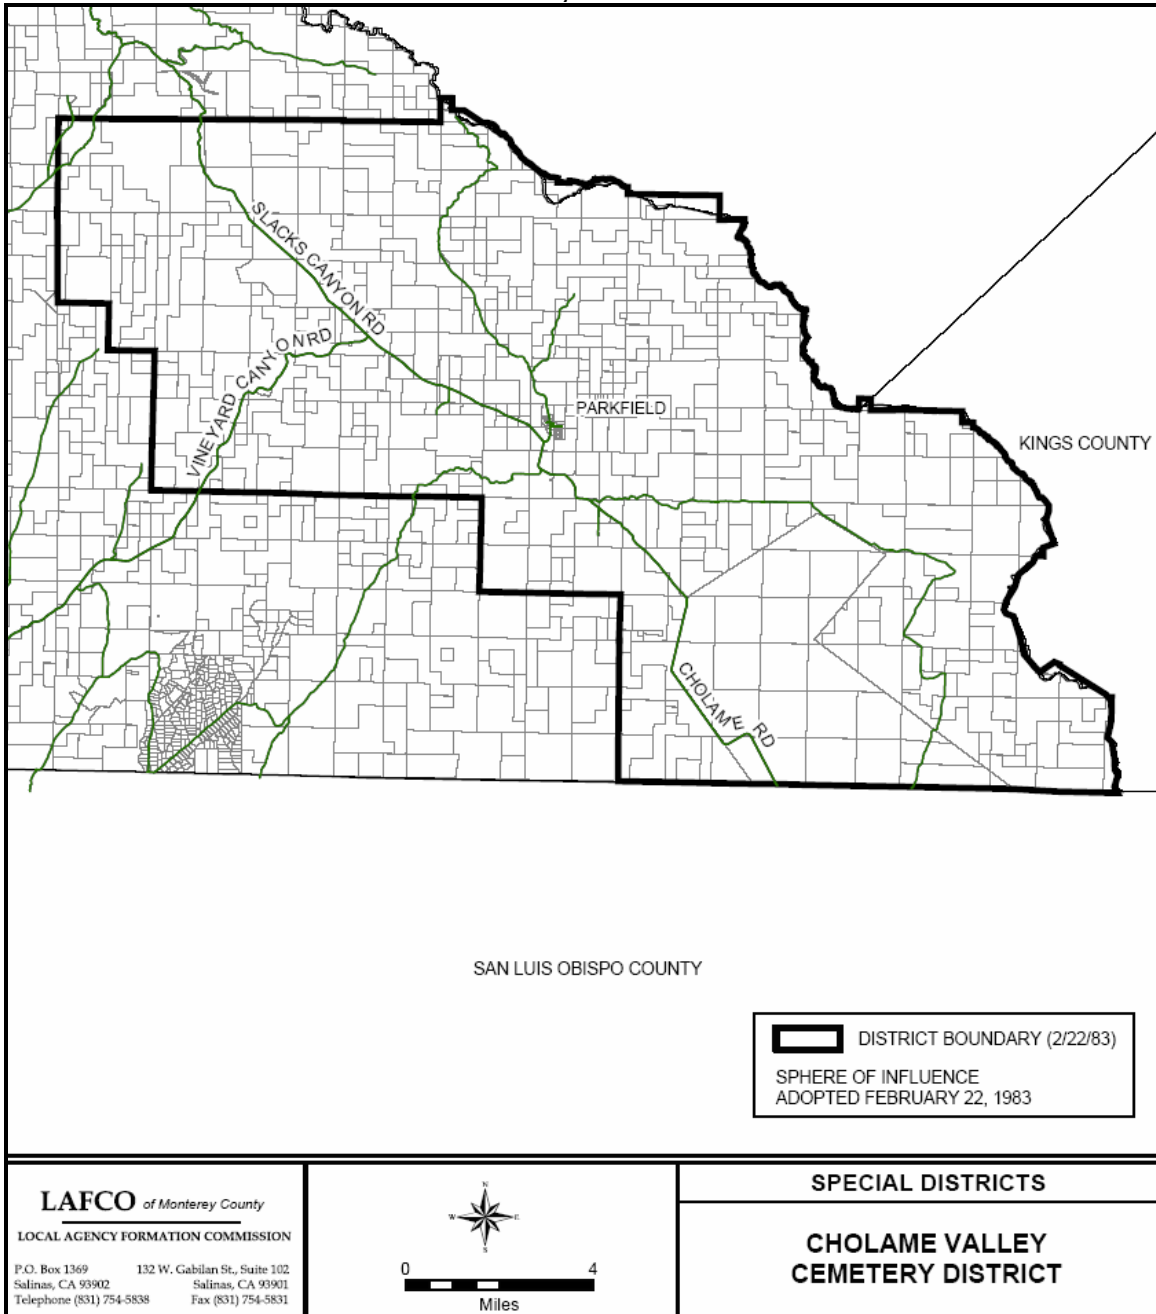 SLACKS CANYON RD
VINEYARD CANYON RD
PARKFIELD
KINGS COUNTY
CHOLAME RD
SAN LUIS OBISPO COUNTY
DISTRICT BOUNDARY (2/22/83)
SPHERE OF INFLUENCE
ADOPTED FEBRUARY 22, 1983
LAFCO of Monterey County
LOCAL AGENCY FORMATION COMMISSION
P.O. Box 1369 132 W. Gabilan St., Suite 102
Salinas, CA 93902 Salinas, CA 93901
Telephone (831) 754-5838 Fax (831) 754-5831
N
W E
S
0 4
Miles
SPECIAL DISTRICTS
CHOLAME VALLEY
CEMETERY DISTRICT